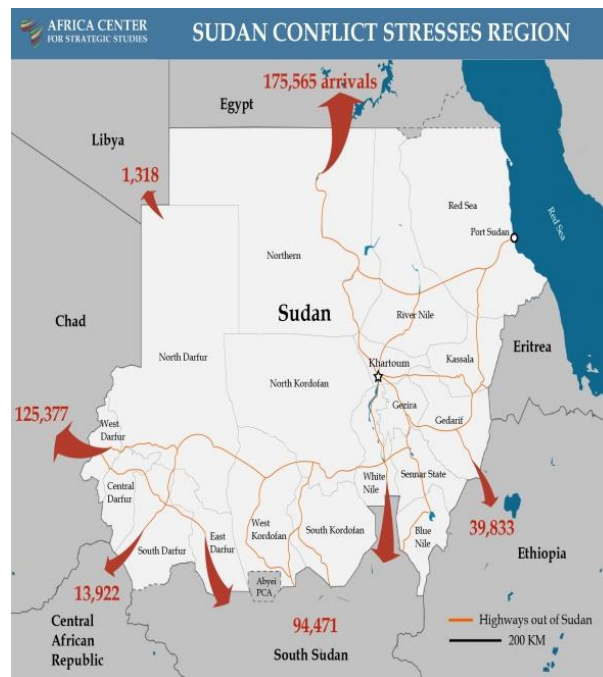 AFRICA CENTER
FOR STRATEGIC STUDIES
SUDAN CONFLICT STRESSES REGION
175,565 arrivals
Egypt
Libya
1,318
Red Sea
Red Sea
Port Sudan
Northern
Sudan
River Nile
Chad
North Darfur
Khartoum
Kassala
Eritrea
North Kordofan
Gezira
Gedarif
125,377
West
Darfur
White
Nile
Sennar State
Central
Darfur
West
Kordofan
South Kordofan
Blue
Nile
39,833
South Darfur
East
Darfur
Ethiopia
Abyei
PCA
13,922
Central
African
Republic
94,471
South Sudan
Highways out of Sudan
200 KM